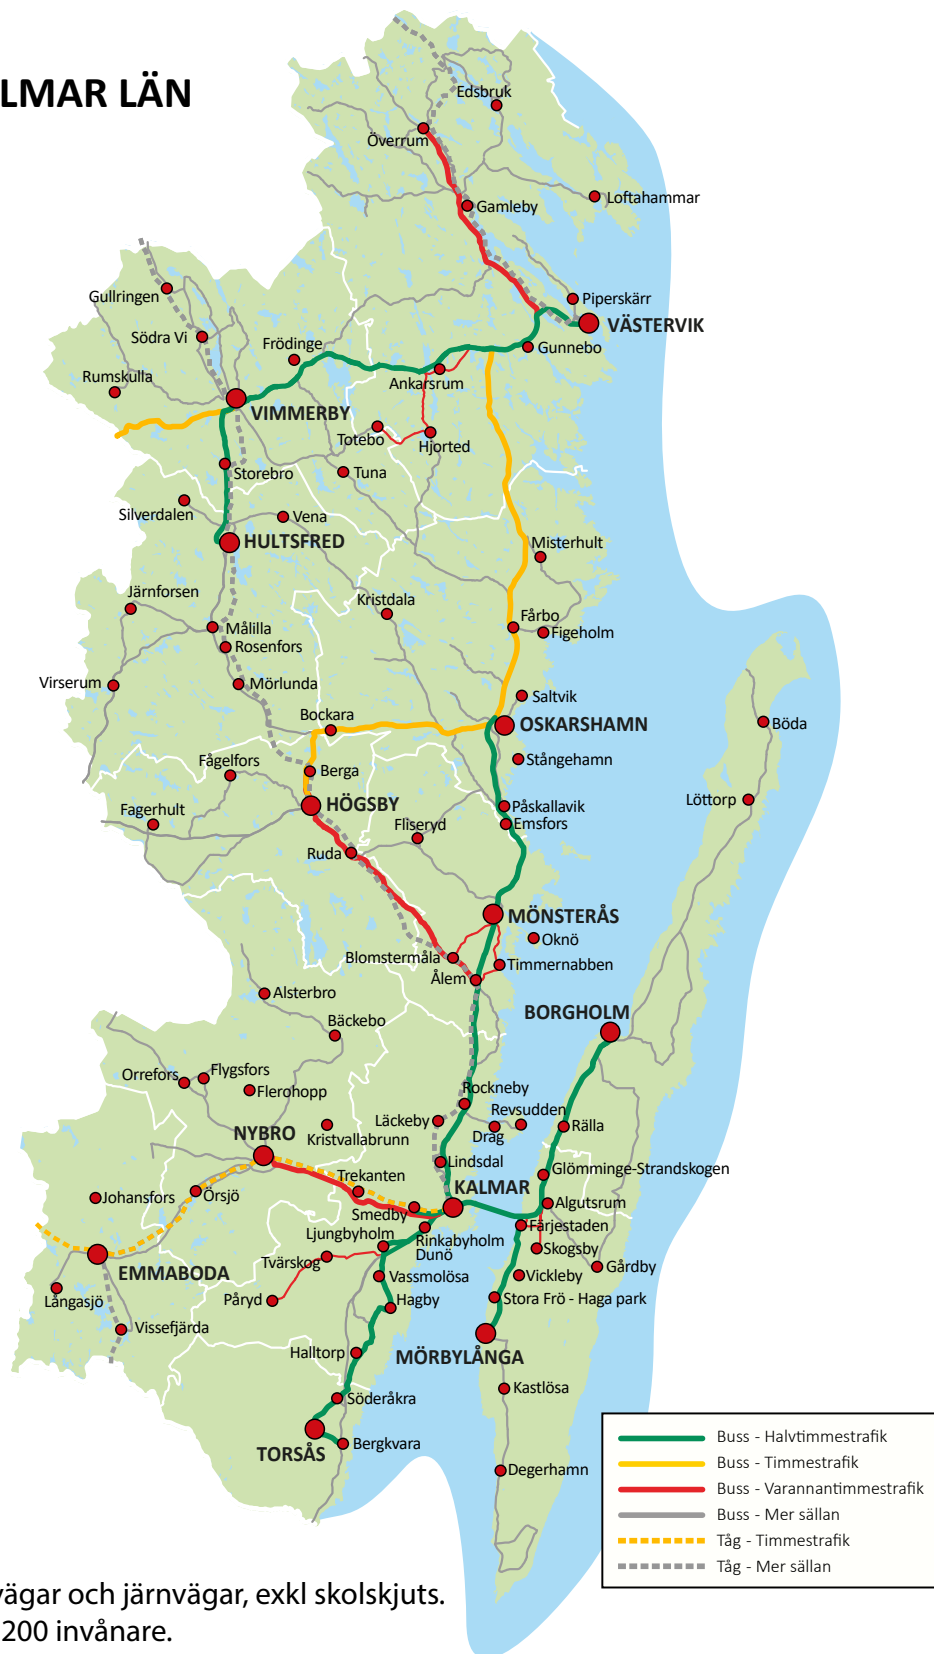 LMAR LÄN
Edsbruk
Överrum
Loftahammar
Gamleby
Gullringen
Piperskärr
VÄSTERVIK
Södra Vi
Frödinge
Gunnebo
Rumskulla
Ankarsrum
VIMMERBY
Totebo
Hjorted
Storebro
Tuna
Silverdalen
Vena
HULTSFRED
Misterhult
Järnforsen
Kristdala
Fårbo
Målilla
Figeholm
Rosenfors
Virserum
Mörlunda
Saltvik
Bockara
OSKARSHAMN
Böda
Fågelfors
Stångehamn
Berga
Löttorp
HÖGSBY
Påskallavik
Fagerhult
Fliseryd
Emsfors
Ruda
MÖNSTERÅS
Oknö
Blomstermåla
Timmernabben
Ålem
Alsterbro
BORGHOLM
Bäckebo
Orrefors
Flygsfors
Flerohopp
Rockneby
Revsudden
Läckeby
Drag
Rälla
NYBRO
Kristvallabrunn
Lindsdal
Glömminge-Strandskogen
Trekanten
KALMAR
Johansfors
Örsjö
Algutsrum
Smedby
Färjestaden
Ljungbyholm
Rinkabyholm
Dunö
Skogsby
Tvärskog
Gårdby
EMMABODA
Vassmolösa
Vickleby
Långasjö
Påryd
Hagby
Stora Frö - Haga park
Vissefjärda
Halltorp
MÖRBYLÅNGA
Kastlösa
Söderåkra
TORSÅS
Bergkvara
Degerhamn
Buss - Halvtimmestrafik
Buss - Timmestrafik
Buss - Varannantimmestrafik
Buss - Mer sällan
Tåg - Timmestrafik
Tåg - Mer sällan
vägar och järnvägar, exkl skolskjuts.
200 invånare.